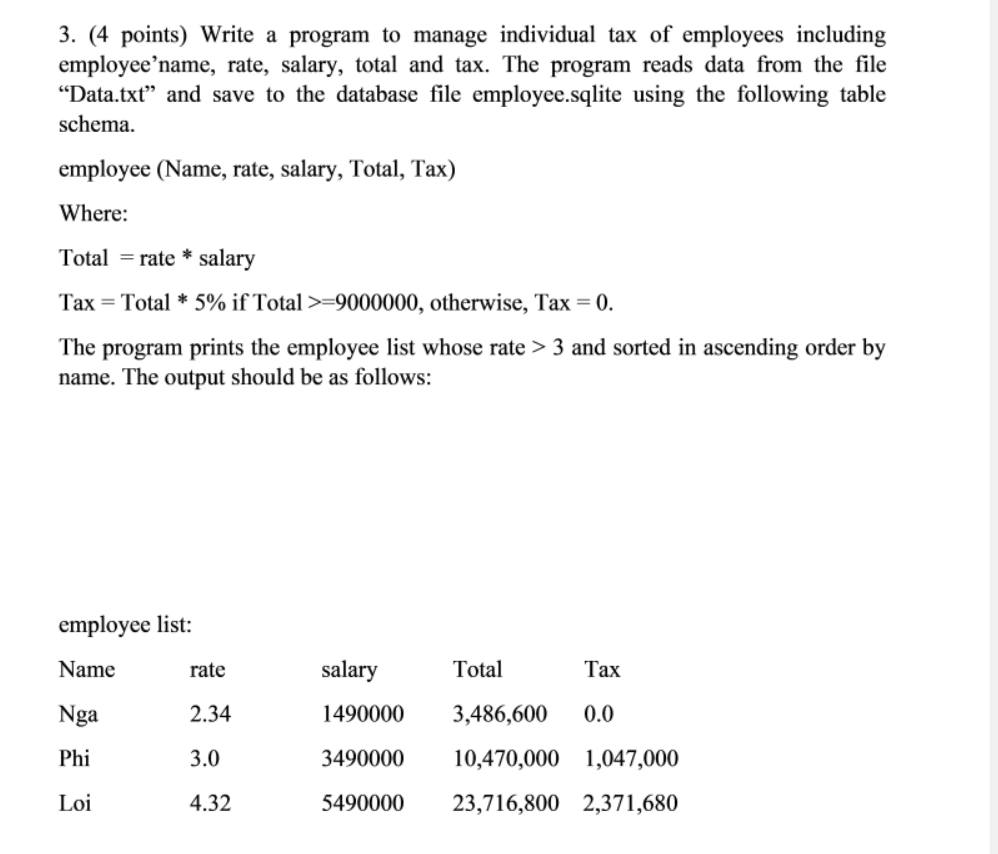 3. (4 points) Write a program to manage individual tax of employees including
employee’name, rate, salary, total and tax. The program reads data from the file
“Data.txt” and save to the database file employee.sqlite using the following table
schema.
employee (Name, rate, salary, Total, Tax)
Where:
Total = rate * salary
Tax = Total * 5% if Total >=9000000, otherwise, Tax = 0.
The program prints the employee list whose rate > 3 and sorted in ascending order by
name. The output should be as follows:
employee list:
Name rate salary Total Tax
Nga 2.34 1490000 3,486,600 0.0
Phi 3.0 3490000 10,470,000 1,047,000
Loi 4.32 5490000 23,716,800 2,371,680